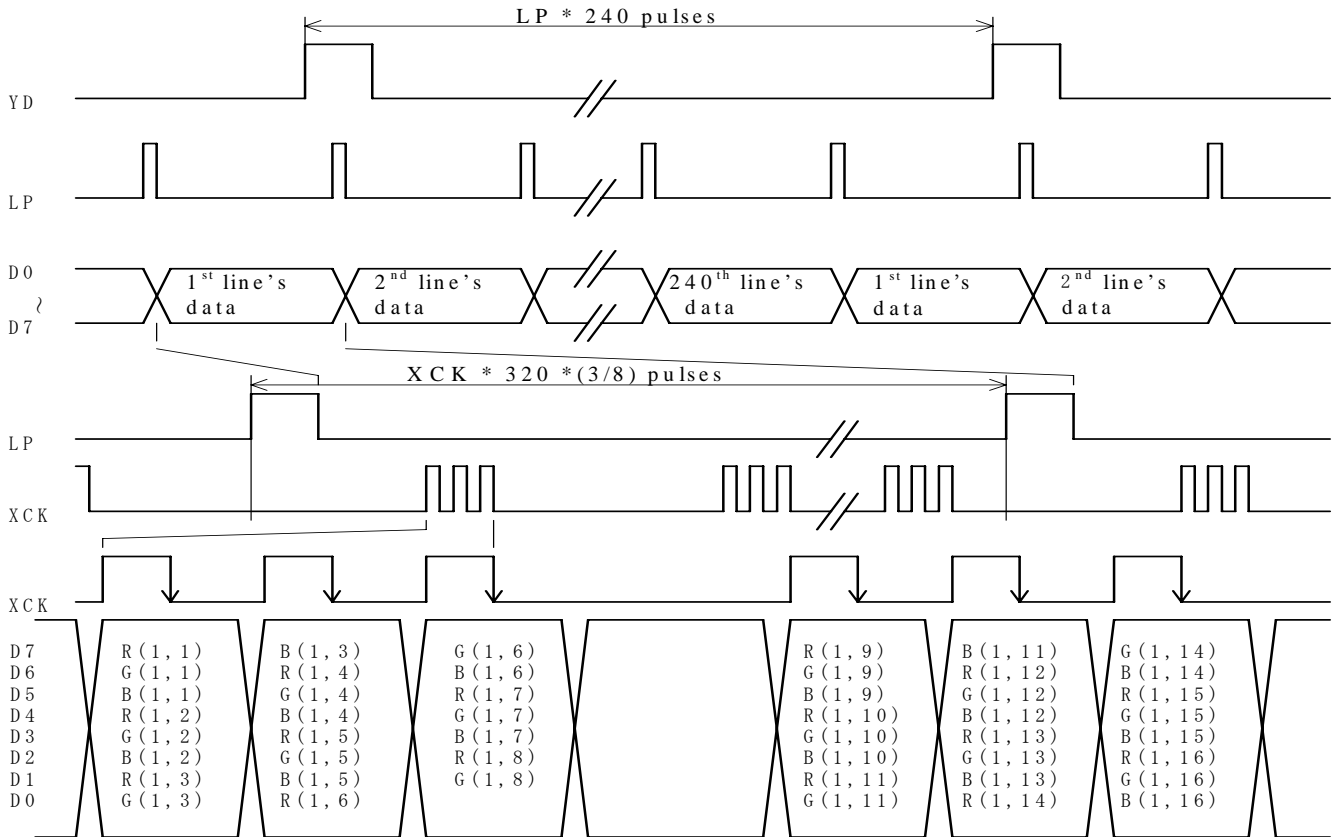 LP * 240 pulses
YD
LP
D0
~
D7
1st line's data
2nd line's data
240th line's data
1st line's data
2nd line's data
XCK * 320 *(3/8) pulses
LP
XCK
XCK
D7 R(1,1) B(1,3) G(1,6) R(1,9) B(1,11) G(1,14)
D6 G(1,1) R(1,4) B(1,6) G(1,9) R(1,12) B(1,14)
D5 B(1,1) G(1,4) R(1,7) B(1,9) G(1,12) R(1,15)
D4 R(1,2) B(1,4) G(1,7) R(1,10) B(1,12) G(1,15)
D3 G(1,2) R(1,5) B(1,7) G(1,10) R(1,13) B(1,15)
D2 B(1,2) G(1,5) R(1,8) B(1,10) G(1,13) R(1,16)
D1 R(1,3) B(1,5) G(1,8) R(1,11) B(1,13) G(1,16)
D0 G(1,3) R(1,6) G(1,11) R(1,14) B(1,16)